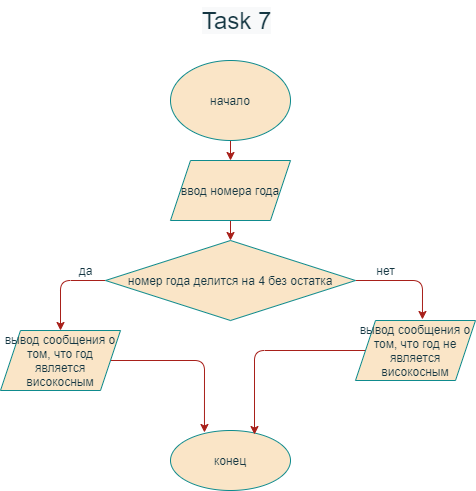 Task 7
начало
ввод номера года
номер года делится на 4 без остатка
да
нет
вывод сообщения о
том, что год
является
високосным
вывод сообщения о
том, что год не
является
високосным
конец